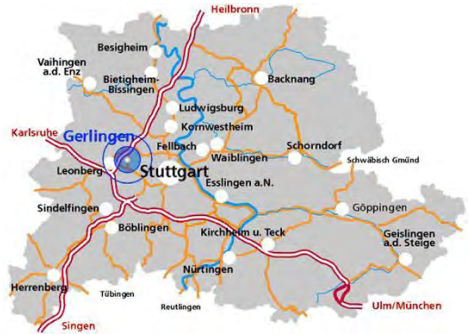 Heilbronn
Besigheim
Vaihingen
a.d. Enz
Bietigheim-
Bissingen
Backnang
Ludwigsburg
Karlsruhe
Gerlingen
Kornwestheim
Fellbach
Waiblingen
Schorndorf
Schwäbisch Gmünd
Leonberg
Stuttgart
Esslingen a.N.
Sindelfingen
Göppingen
Böblingen
Kirchheim u. Teck
Geislingen
a.d. Steige
Nürtingen
Herrenberg
Tübingen
Reutlingen
Ulm/München
Singen